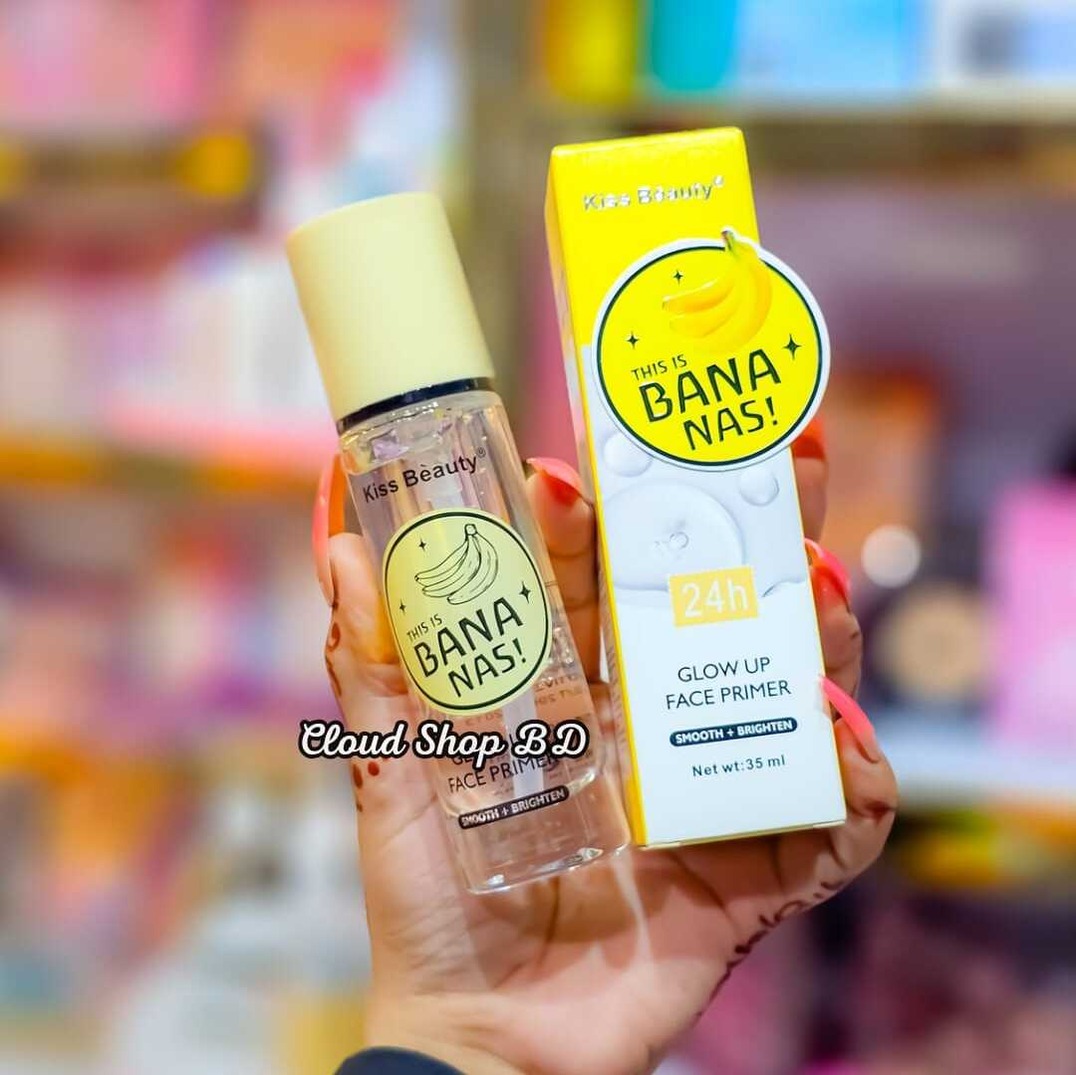 Kiss Beauty®
THIS IS
BANA
NAS!
FACE PRIMER
SMOOTH + BRIGHTEN
Cloud Shop BD
Kiss Beauty®
THIS IS
BANA
NAS!
24h
GLOW UP
FACE PRIMER
SMOOTH + BRIGHTEN
Net wt:35 ml